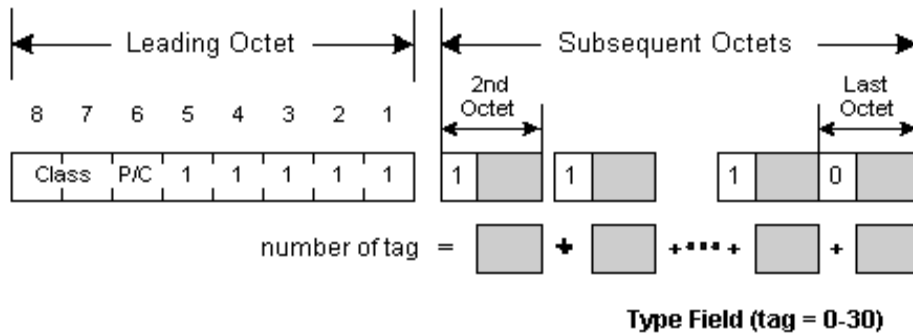 Leading Octet Subsequent Octets
2nd Octet Last Octet
8 7 6 5 4 3 2 1
Class P/C 1 1 1 1 1 1 1 1 0
number of tag = + + •••• + +
Type Field (tag = 0-30)